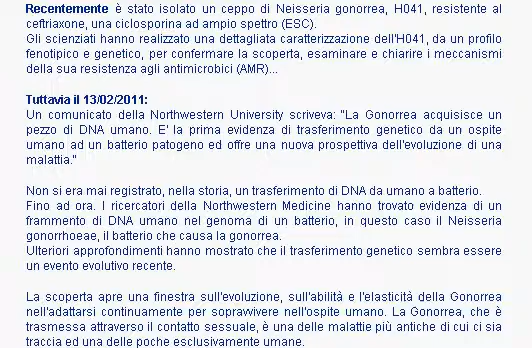 Recentemente è stato isolato un ceppo di Neisseria gonorrea, H041, resistente al
ceftriaxone, una ciclosporina ad ampio spettro (ESC).
Gli scienziati hanno realizzato una dettagliata caratterizzazione dell'H041, da un profilo
fenotipico e genetico, per confermare la scoperta, esaminare e chiarire i meccanismi
della sua resistenza agli antimicrobici (AMR)...
Tuttavia il 13/02/2011:
Un comunicato della Northwestern University scriveva: "La Gonorrea acquisisce un
pezzo di DNA umano. E' la prima evidenza di trasferimento genetico da un ospite
umano ad un batterio patogeno ed offre una nuova prospettiva dell'evoluzione di una
malattia."
Non si era mai registrato, nella storia, un trasferimento di DNA da umano a batterio.
Fino ad ora. I ricercatori della Northwestern Medicine hanno trovato evidenza di un
frammento di DNA umano nel genoma di un batterio, in questo caso il Neisseria
gonorrhoeae, il batterio che causa la gonorrea.
Ulteriori approfondimenti hanno mostrato che il trasferimento genetico sembra essere
un evento evolutivo recente.
La scoperta apre una finestra sull'evoluzione, sull'abilità e l'elasticità della Gonorrea
nell'adattarsi continuamente per sopravvivere nell'ospite umano. La Gonorrea, che è
trasmessa attraverso il contatto sessuale, è una delle malattie più antiche di cui ci sia
traccia ed una delle poche esclusivamente umane.